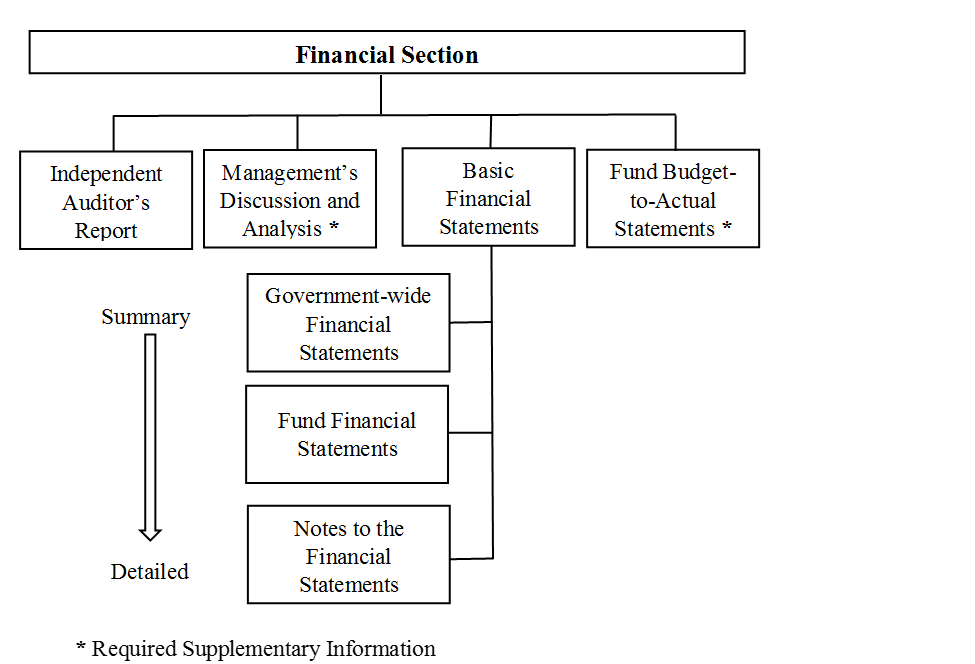 Financial Section
Independent
Auditor’s
Report
Management’s
Discussion and
Analysis *
Basic
Financial
Statements
Fund Budget-
to-Actual
Statements *
Government-wide
Financial
Statements
Summary
Fund Financial
Statements
Notes to the
Financial
Statements
Detailed
* Required Supplementary Information